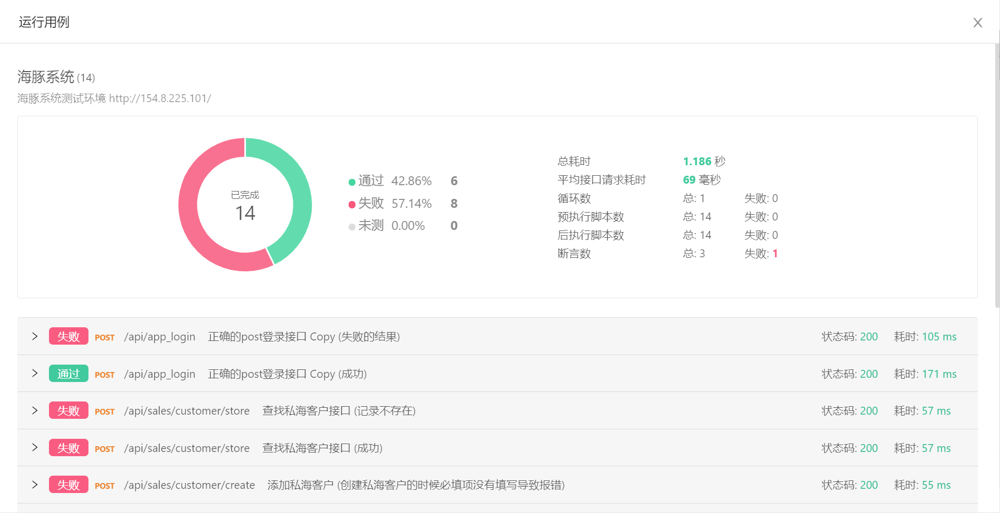 运行用例
海豚系统 (14)
海豚系统测试环境 http://154.8.225.101/
已完成
14
通过 42.86% 6
失败 57.14% 8
未测 0.00% 0
总耗时 1.186 秒
平均接口请求耗时 69 毫秒
循环数 总: 1 失败: 0
预执行脚本数 总: 14 失败: 0
后执行脚本数 总: 14 失败: 0
断言数 总: 3 失败: 1
失败 POST /api/app_login 正确的post登录接口 Copy (失败的结果) 状态码: 200 耗时: 105 ms
通过 POST /api/app_login 正确的post登录接口 Copy (成功) 状态码: 200 耗时: 171 ms
失败 POST /api/sales/customer/store 查找私海客户接口 (记录不存在) 状态码: 200 耗时: 57 ms
失败 POST /api/sales/customer/store 查找私海客户接口 (成功) 状态码: 200 耗时: 57 ms
失败 POST /api/sales/customer/create 添加私海客户 (创建私海客户的时候必填项没有填写导致报错) 状态码: 200 耗时: 55 ms